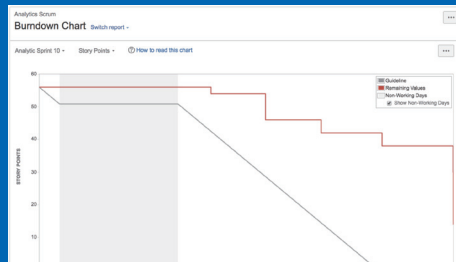 Analytics Scrum
Burndown Chart Switch report
Analytic Sprint 10 Story Points How to read this chart
Guideline
Remaining Values
Non-Working Days
Show Non-Working Days
STORY POINTS
60
50
40
30
20
10